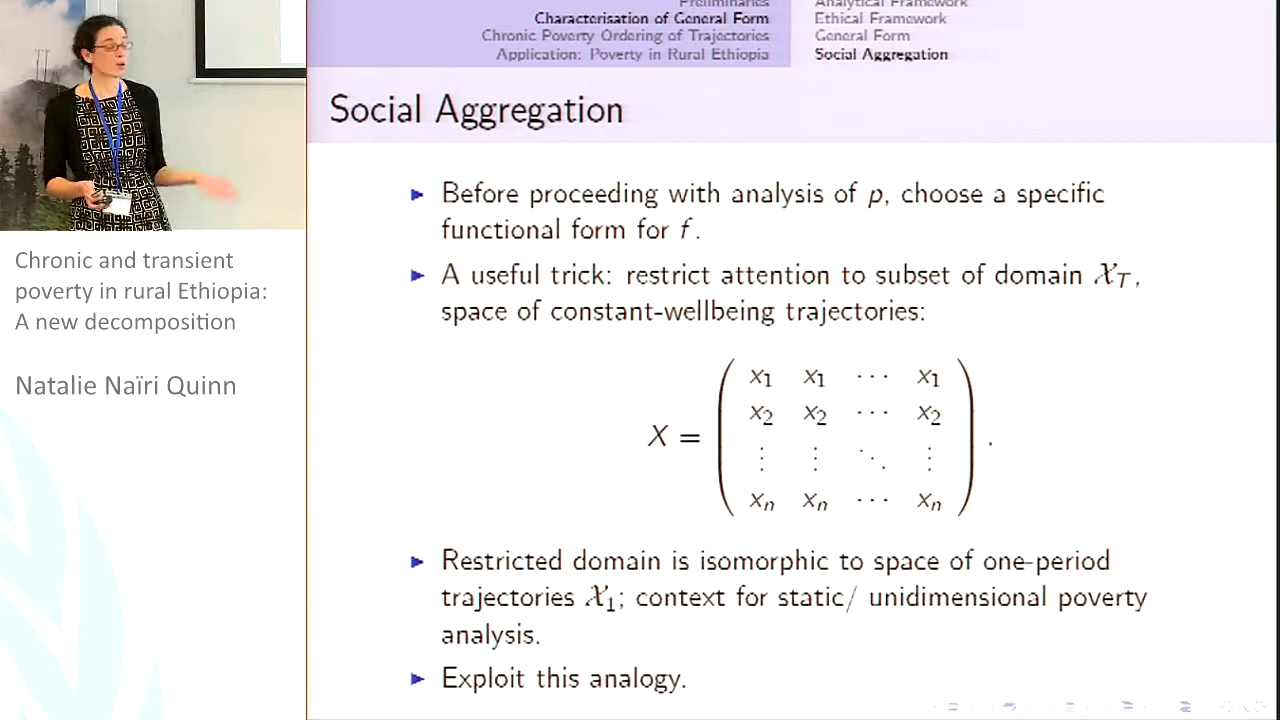 Preliminaries
Characterisation of General Form
Chronic Poverty Ordering of Trajectories
Application: Poverty in Rural Ethiopia
Analytical Framework
Ethical Framework
General Form
Social Aggregation
Social Aggregation
Before proceeding with analysis of p, choose a specific
functional form for f.
A useful trick: restrict attention to subset of domain 𝒳_T,
space of constant-wellbeing trajectories:
X = ( x₁ x₁ ⋯ x₁
x₂ x₂ ⋯ x₂
⋮ ⋮ ⋱ ⋮
xₙ xₙ ⋯ xₙ ) .
Restricted domain is isomorphic to space of one-period
trajectories 𝒳₁; context for static/ unidimensional poverty
analysis.
Exploit this analogy.
Chronic and transient
poverty in rural Ethiopia:
A new decomposition
Natalie Naïri Quinn